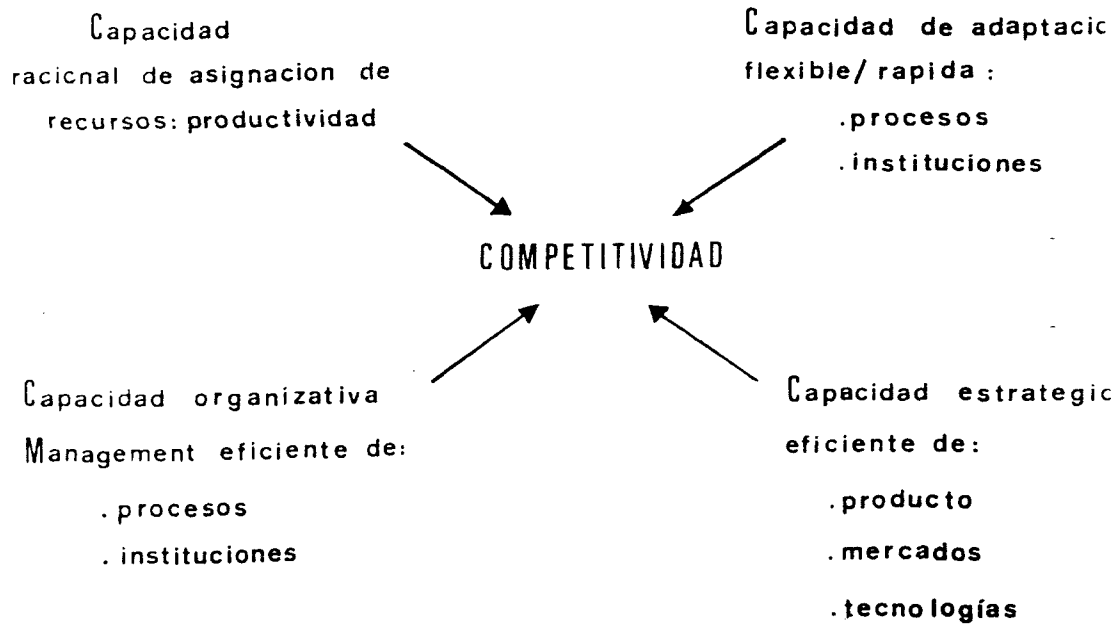 Capacidad
racicnal de asignacion de
recursos: productividad
Capacidad de adaptacic
flexible/ rapida :
.procesos
.instituciones
COMPETITIVIDAD
Capacidad organizativa
Management eficiente de:
. procesos
. instituciones
Capacidad estrategic
eficiente de:
.producto
.mercados
.tecnologías